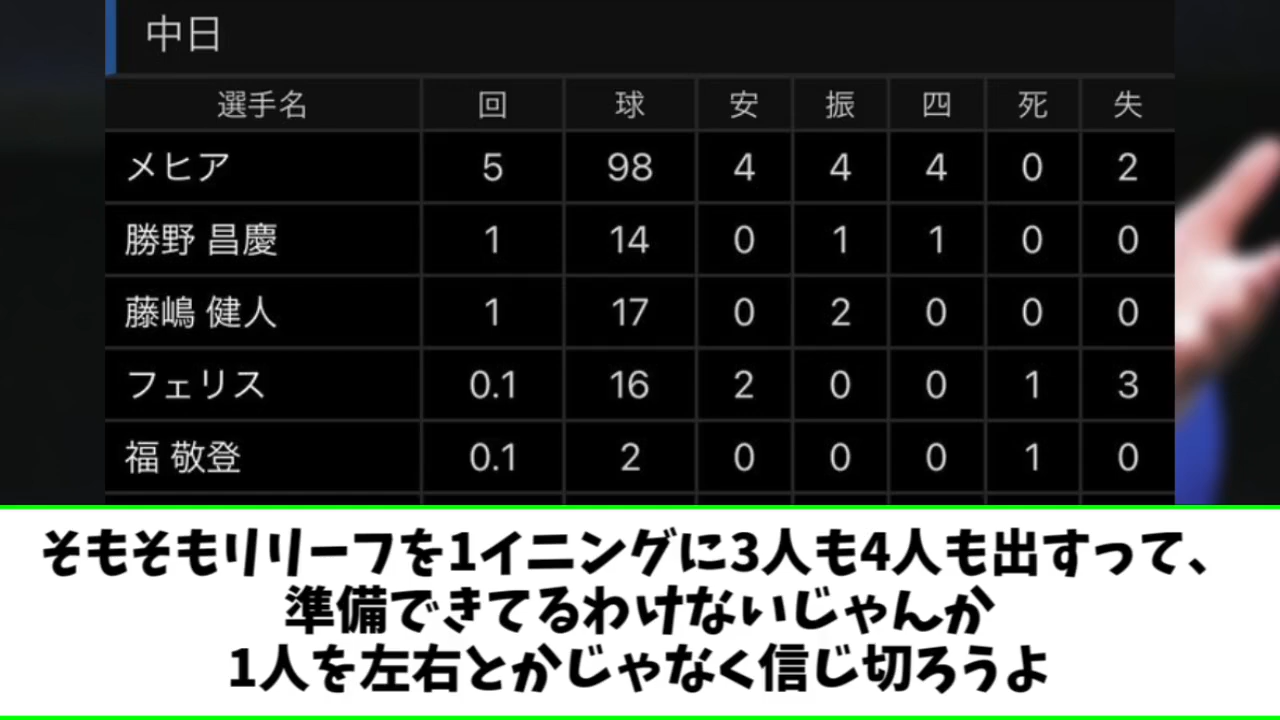 中日
選手名 回 球 安 振 四 死 失
メヒア 5 98 4 4 4 0 2
勝野 昌慶 1 14 0 1 1 0 0
藤嶋 健人 1 17 0 2 0 0 0
フェリス 0.1 16 2 0 0 1 3
福 敬登 0.1 2 0 0 0 1 0
そもそもリリーフを1イニングに3人も4人も出すって、
準備できてるわけないじゃんか
1人を左右とかじゃなく信じ切ろうよ